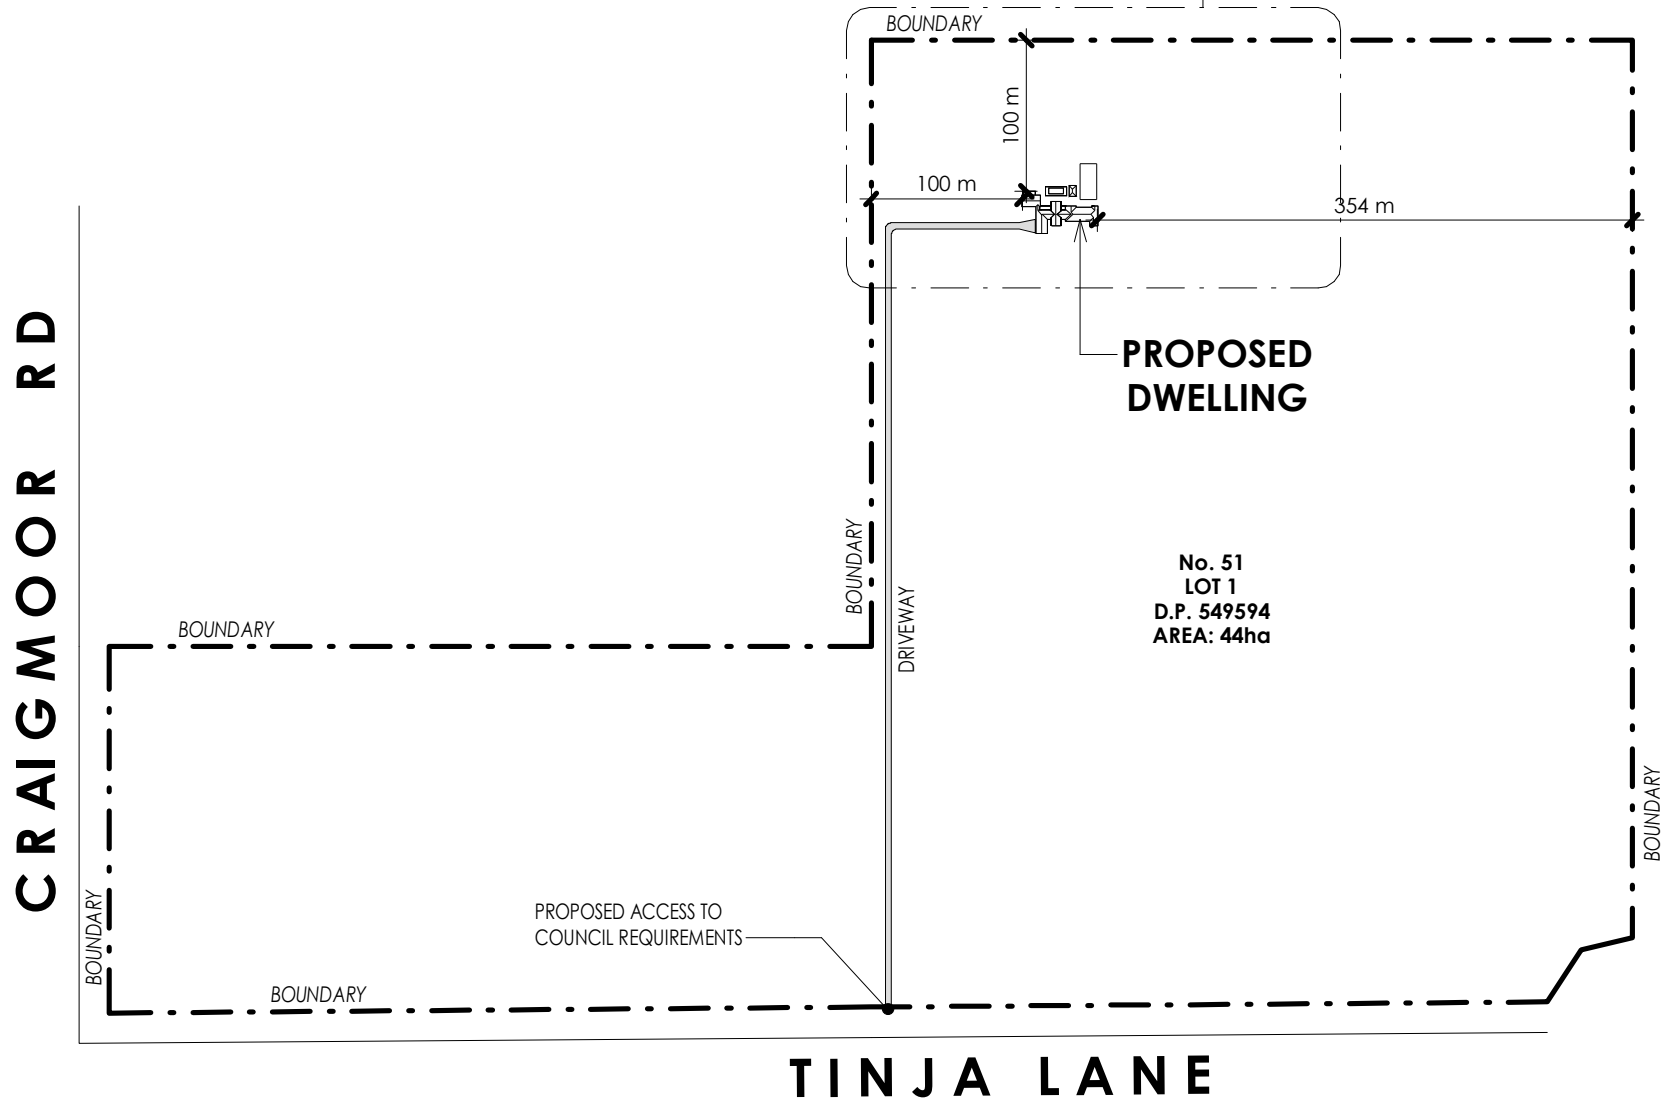 BOUNDARY
100 m
100 m
354 m
PROPOSED
DWELLING
CRAIGMOOR RD
BOUNDARY
No. 51
LOT 1
D.P. 549594
AREA: 44ha
DRIVEWAY
BOUNDARY
BOUNDARY
PROPOSED ACCESS TO
COUNCIL REQUIREMENTS
BOUNDARY
BOUNDARY
TINJA LANE